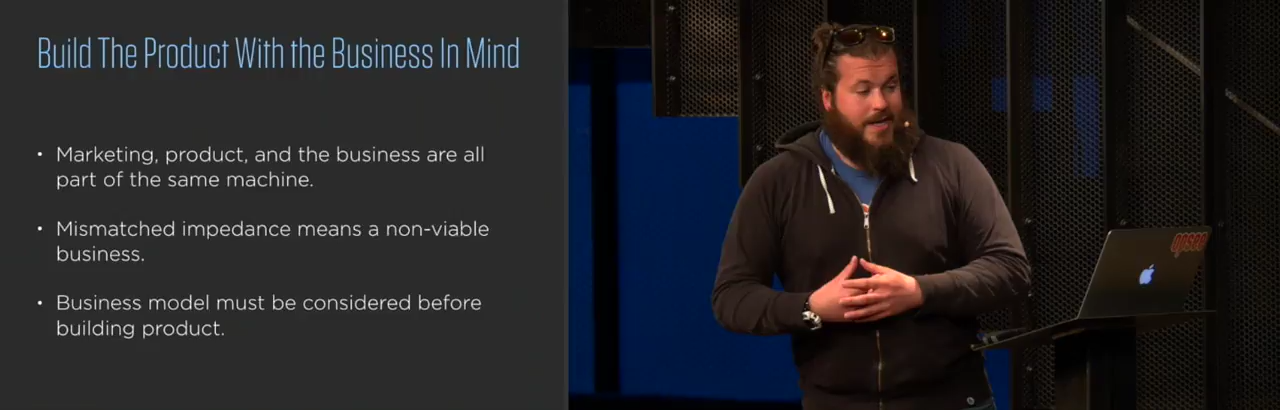 Build The Product With the Business In Mind
• Marketing, product, and the business are all
part of the same machine.
• Mismatched impedance means a non-viable
business.
• Business model must be considered before
building product.
opsee